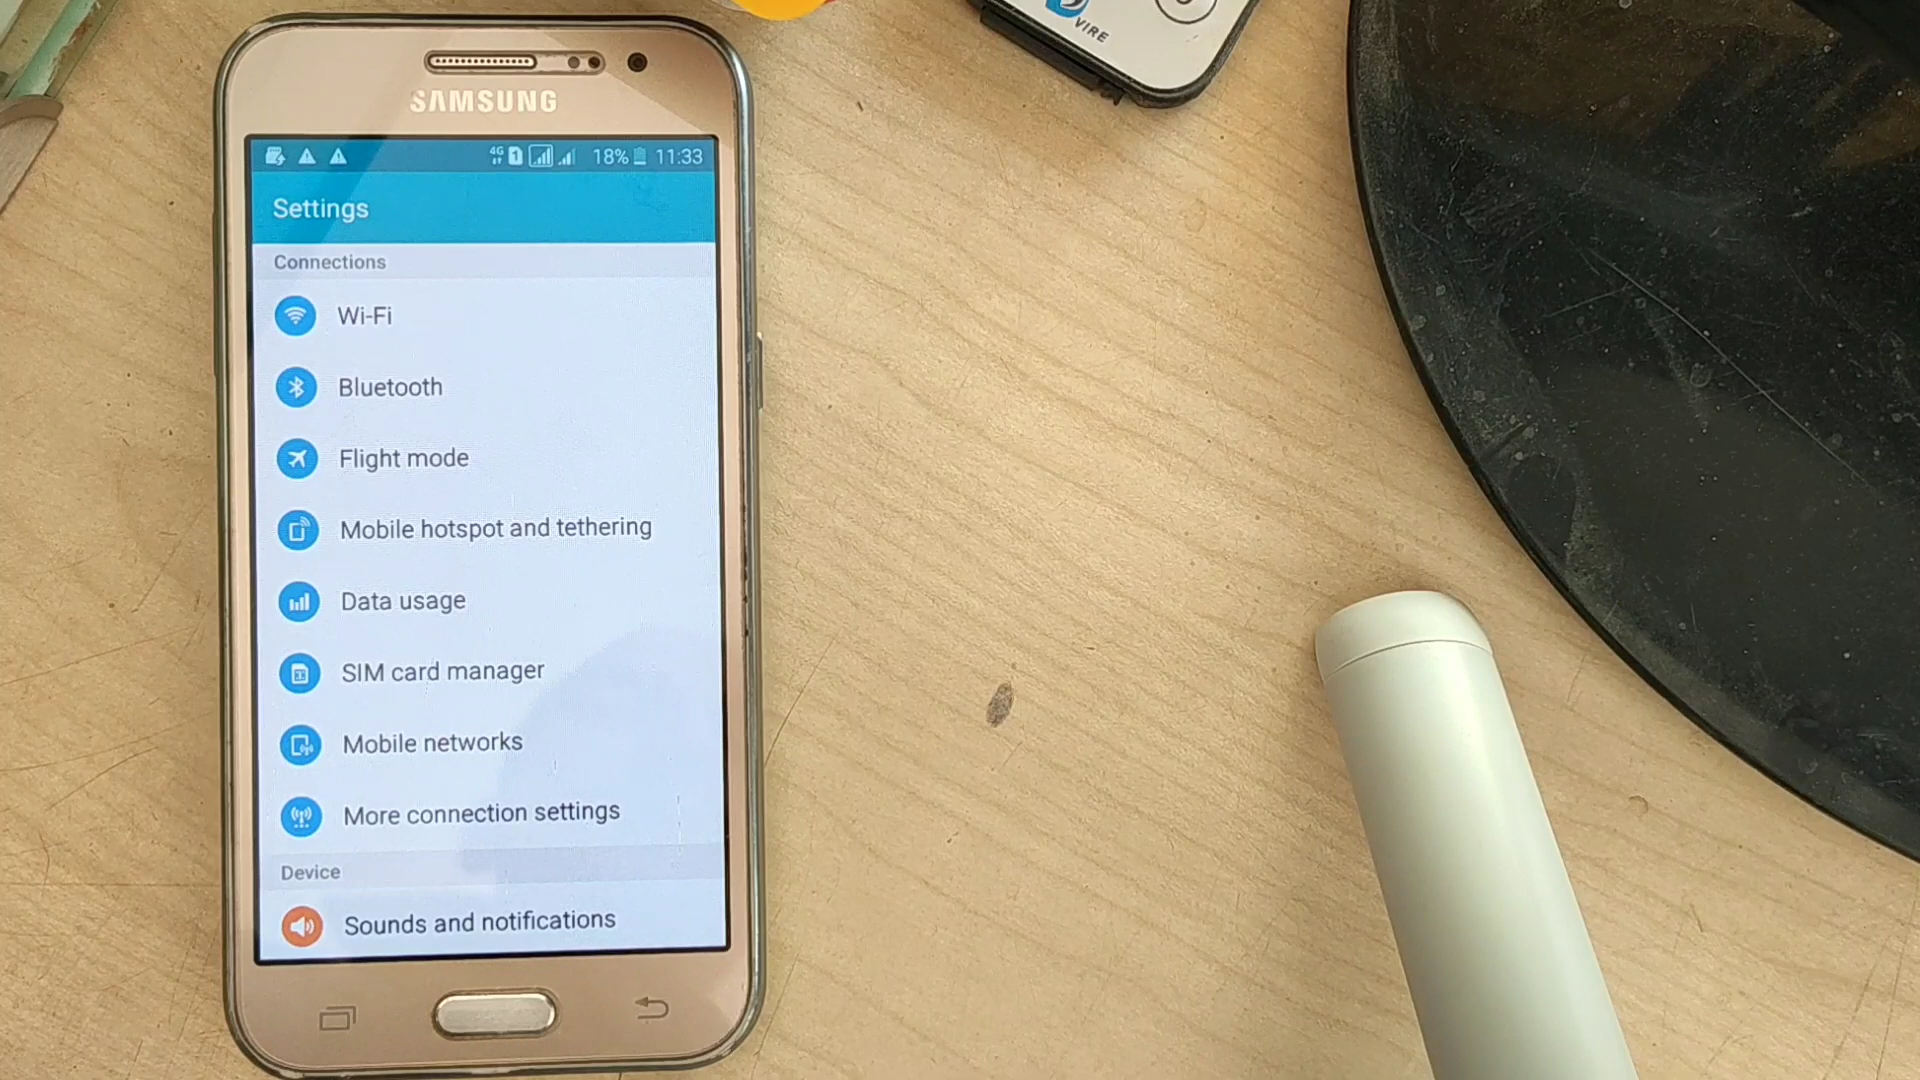 VIRE
SAMSUNG
4G 1 18% 11:33
Settings
Connections
Wi-Fi
Bluetooth
Flight mode
Mobile hotspot and tethering
Data usage
SIM card manager
Mobile networks
More connection settings
Device
Sounds and notifications